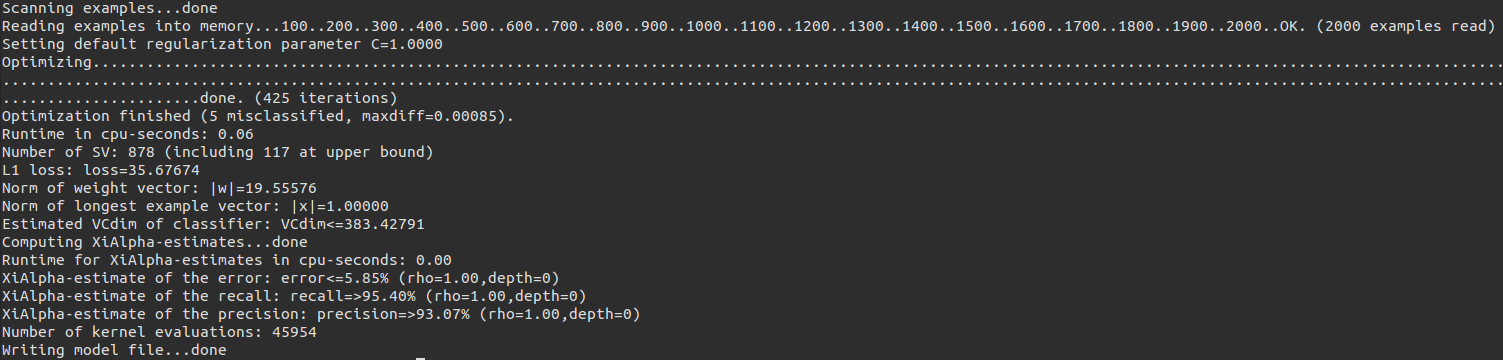 Scanning examples...done
Reading examples into memory...100..200..300..400..500..600..700..800..900..1000..1100..1200..1300..1400..1500..1600..1700..1800..1900..2000..OK. (2000 examples read)
Setting default regularization parameter C=1.0000
Optimizing.............................................................................................................................................................
.......................................................................................................................................................................
......................done. (425 iterations)
Optimization finished (5 misclassified, maxdiff=0.00085).
Runtime in cpu-seconds: 0.06
Number of SV: 878 (including 117 at upper bound)
L1 loss: loss=35.67674
Norm of weight vector: |w|=19.55576
Norm of longest example vector: |x|=1.00000
Estimated VCdim of classifier: VCdim<=383.42791
Computing XiAlpha-estimates...done
Runtime for XiAlpha-estimates in cpu-seconds: 0.00
XiAlpha-estimate of the error: error<=5.85% (rho=1.00,depth=0)
XiAlpha-estimate of the recall: recall=>95.40% (rho=1.00,depth=0)
XiAlpha-estimate of the precision: precision=>93.07% (rho=1.00,depth=0)
Number of kernel evaluations: 45954
Writing model file...done